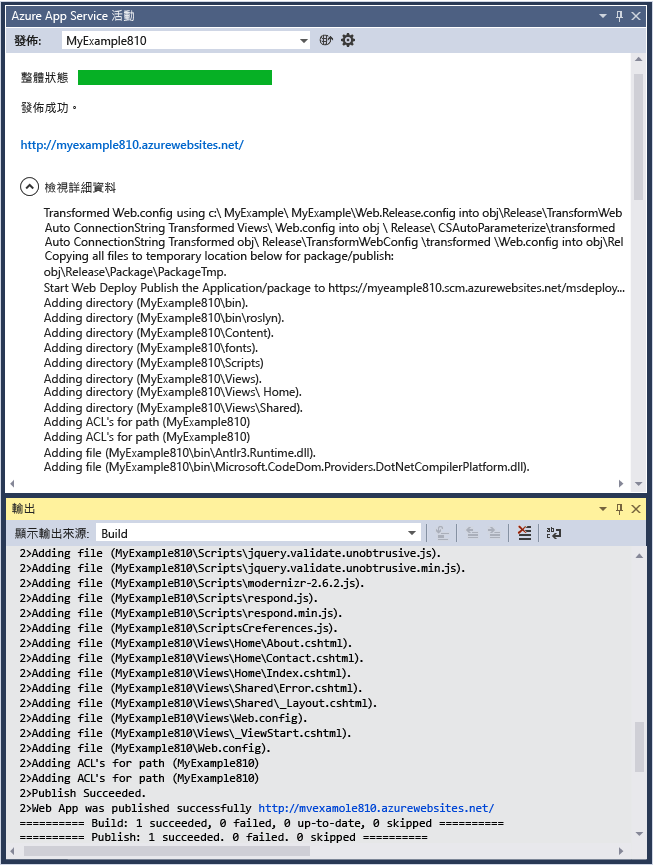 Azure App Service 活動
發佈: MyExample810
整體狀態
發佈成功。
http://myexample810.azurewebsites.net/
檢視詳細資料
Transformed Web.config using c:\ MyExample\ MyExample\Web.Release.config into obj\Release\TransformWeb
Auto ConnectionString Transformed Views\ Web.config into obj \ Release\ CSAutoParameterize\transformed
Auto ConnectionString Transformed obj\ Release\TransformWebConfig \transformed \Web.config into obj\Rel
Copying all files to temporary location below for package/publish:
obj\Release\Package\PackageTmp.
Start Web Deploy Publish the Application/package to https://myeample810.scm.azurewebsites.net/msdeploy...
Adding directory (MyExample810\bin).
Adding directory (MyExample810\bin\roslyn).
Adding directory (MyExample810\Content).
Adding directory (MyExample810\fonts).
Adding directory (MyExample810\Scripts)
Adding directory (MyExample810\Views).
Adding directory (MyExample810\Views\ Home).
Adding directory (MyExample810\Views\Shared).
Adding ACL's for path (MyExample810)
Adding ACL's for path (MyExample810)
Adding file (MyExample810\bin\Antlr3.Runtime.dll).
Adding file (MyExample810\bin\Microsoft.CodeDom.Providers.DotNetCompilerPlatform.dll).
輸出
顯示輸出來源: Build
2>Adding file (MyExample810\Scripts\jquery.validate.unobtrusive.js).
2>Adding file (MyExample810\Scripts\jquery.validate.unobtrusive.min.js).
2>Adding file (MyExampleB10\Scripts\modernizr-2.6.2.js).
2>Adding file (MyExampleB10\Scripts\respond.js).
2>Adding file (MyExampleB10\Scripts\respond.min.js).
2>Adding file (MyExample810\ScriptsCreferences.js).
2>Adding file (MyExample810\Views\Home\About.cshtml).
2>Adding file (MyExample810\Views\Home\Contact.cshtml).
2>Adding file (MyExample810\Views\Home\Index.cshtml).
2>Adding file (MyExample810\Views\Shared\Error.cshtml).
2>Adding file (MyExample810\Views\Shared\_Layout.cshtml).
2>Adding file (MyExampleB10\Views\Web.config).
2>Adding file (MyExample810\Views\_ViewStart.cshtml).
2>Adding file (MyExample810\Web.config).
2>Adding ACL's for path (MyExample810)
2>Adding ACL's for path (MyExample810)
2>Publish Succeeded.
2>Web App was published successfully http://mvexamole810.azurewebsites.net/
========== Build: 1 succeeded, 0 failed, 0 up-to-date, 0 skipped ==========
========== Publish: 1 succeeded. 0 failed. 0 skipped ==========